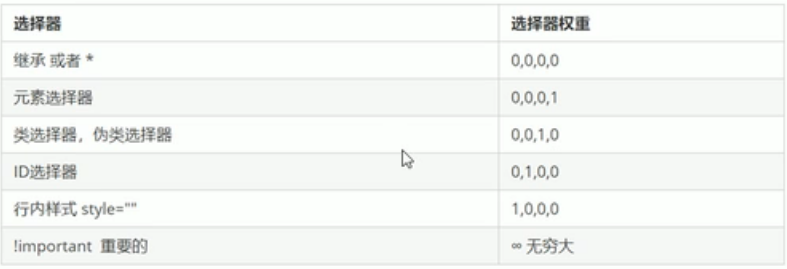 选择器 选择器权重
继承 或者 * 0,0,0,0
元素选择器 0,0,0,1
类选择器，伪类选择器 0,0,1,0
ID选择器 0,1,0,0
行内样式 style="" 1,0,0,0
!important 重要的 ∞ 无穷大